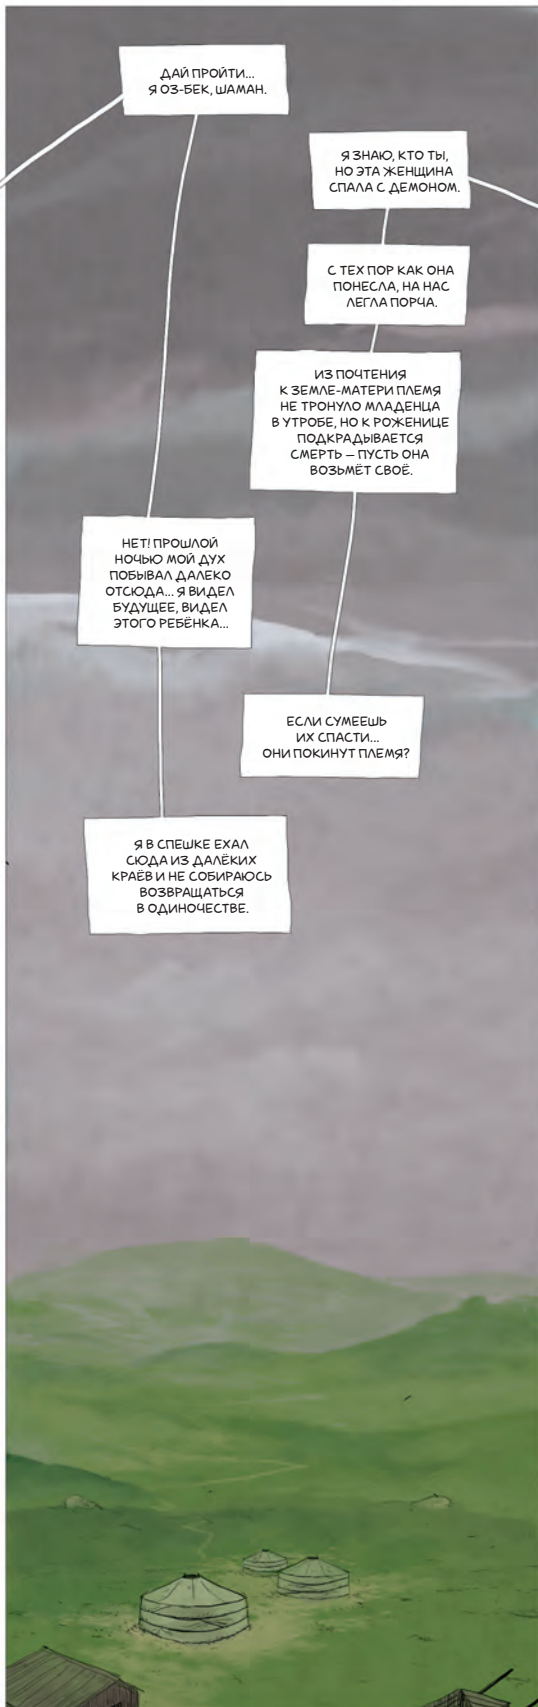 ДАЙ ПРОЙТИ...
Я ОЗ-БЕК, ШАМАН.
Я ЗНАЮ, КТО ТЫ,
НО ЭТА ЖЕНЩИНА
СПАЛА С ДЕМОНОМ.
С ТЕХ ПОР КАК ОНА
ПОНЕСЛА, НА НАС
ЛЕГЛА ПОРЧА.
ИЗ ПОЧТЕНИЯ
К ЗЕМЛЕ-МАТЕРИ ПЛЕМЯ
НЕ ТРОНУЛО МЛАДЕНЦА
В УТРОБЕ, НО К РОЖЕНИЦЕ
ПОДКРАДЫВАЕТСЯ
СМЕРТЬ – ПУСТЬ ОНА
ВОЗЬМЁТ СВОЁ.
НЕТ! ПРОШЛОЙ
НОЧЬЮ МОЙ ДУХ
ПОБЫВАЛ ДАЛЕКО
ОТСЮДА... Я ВИДЕЛ
БУДУЩЕЕ, ВИДЕЛ
ЭТОГО РЕБЁНКА...
ЕСЛИ СУМЕЕШЬ
ИХ СПАСТИ...
ОНИ ПОКИНУТ ПЛЕМЯ?
Я В СПЕШКЕ ЕХАЛ
СЮДА ИЗ ДАЛЁКИХ
КРАЁВ И НЕ СОБИРАЮСЬ
ВОЗВРАЩАТЬСЯ
В ОДИНОЧЕСТВЕ.